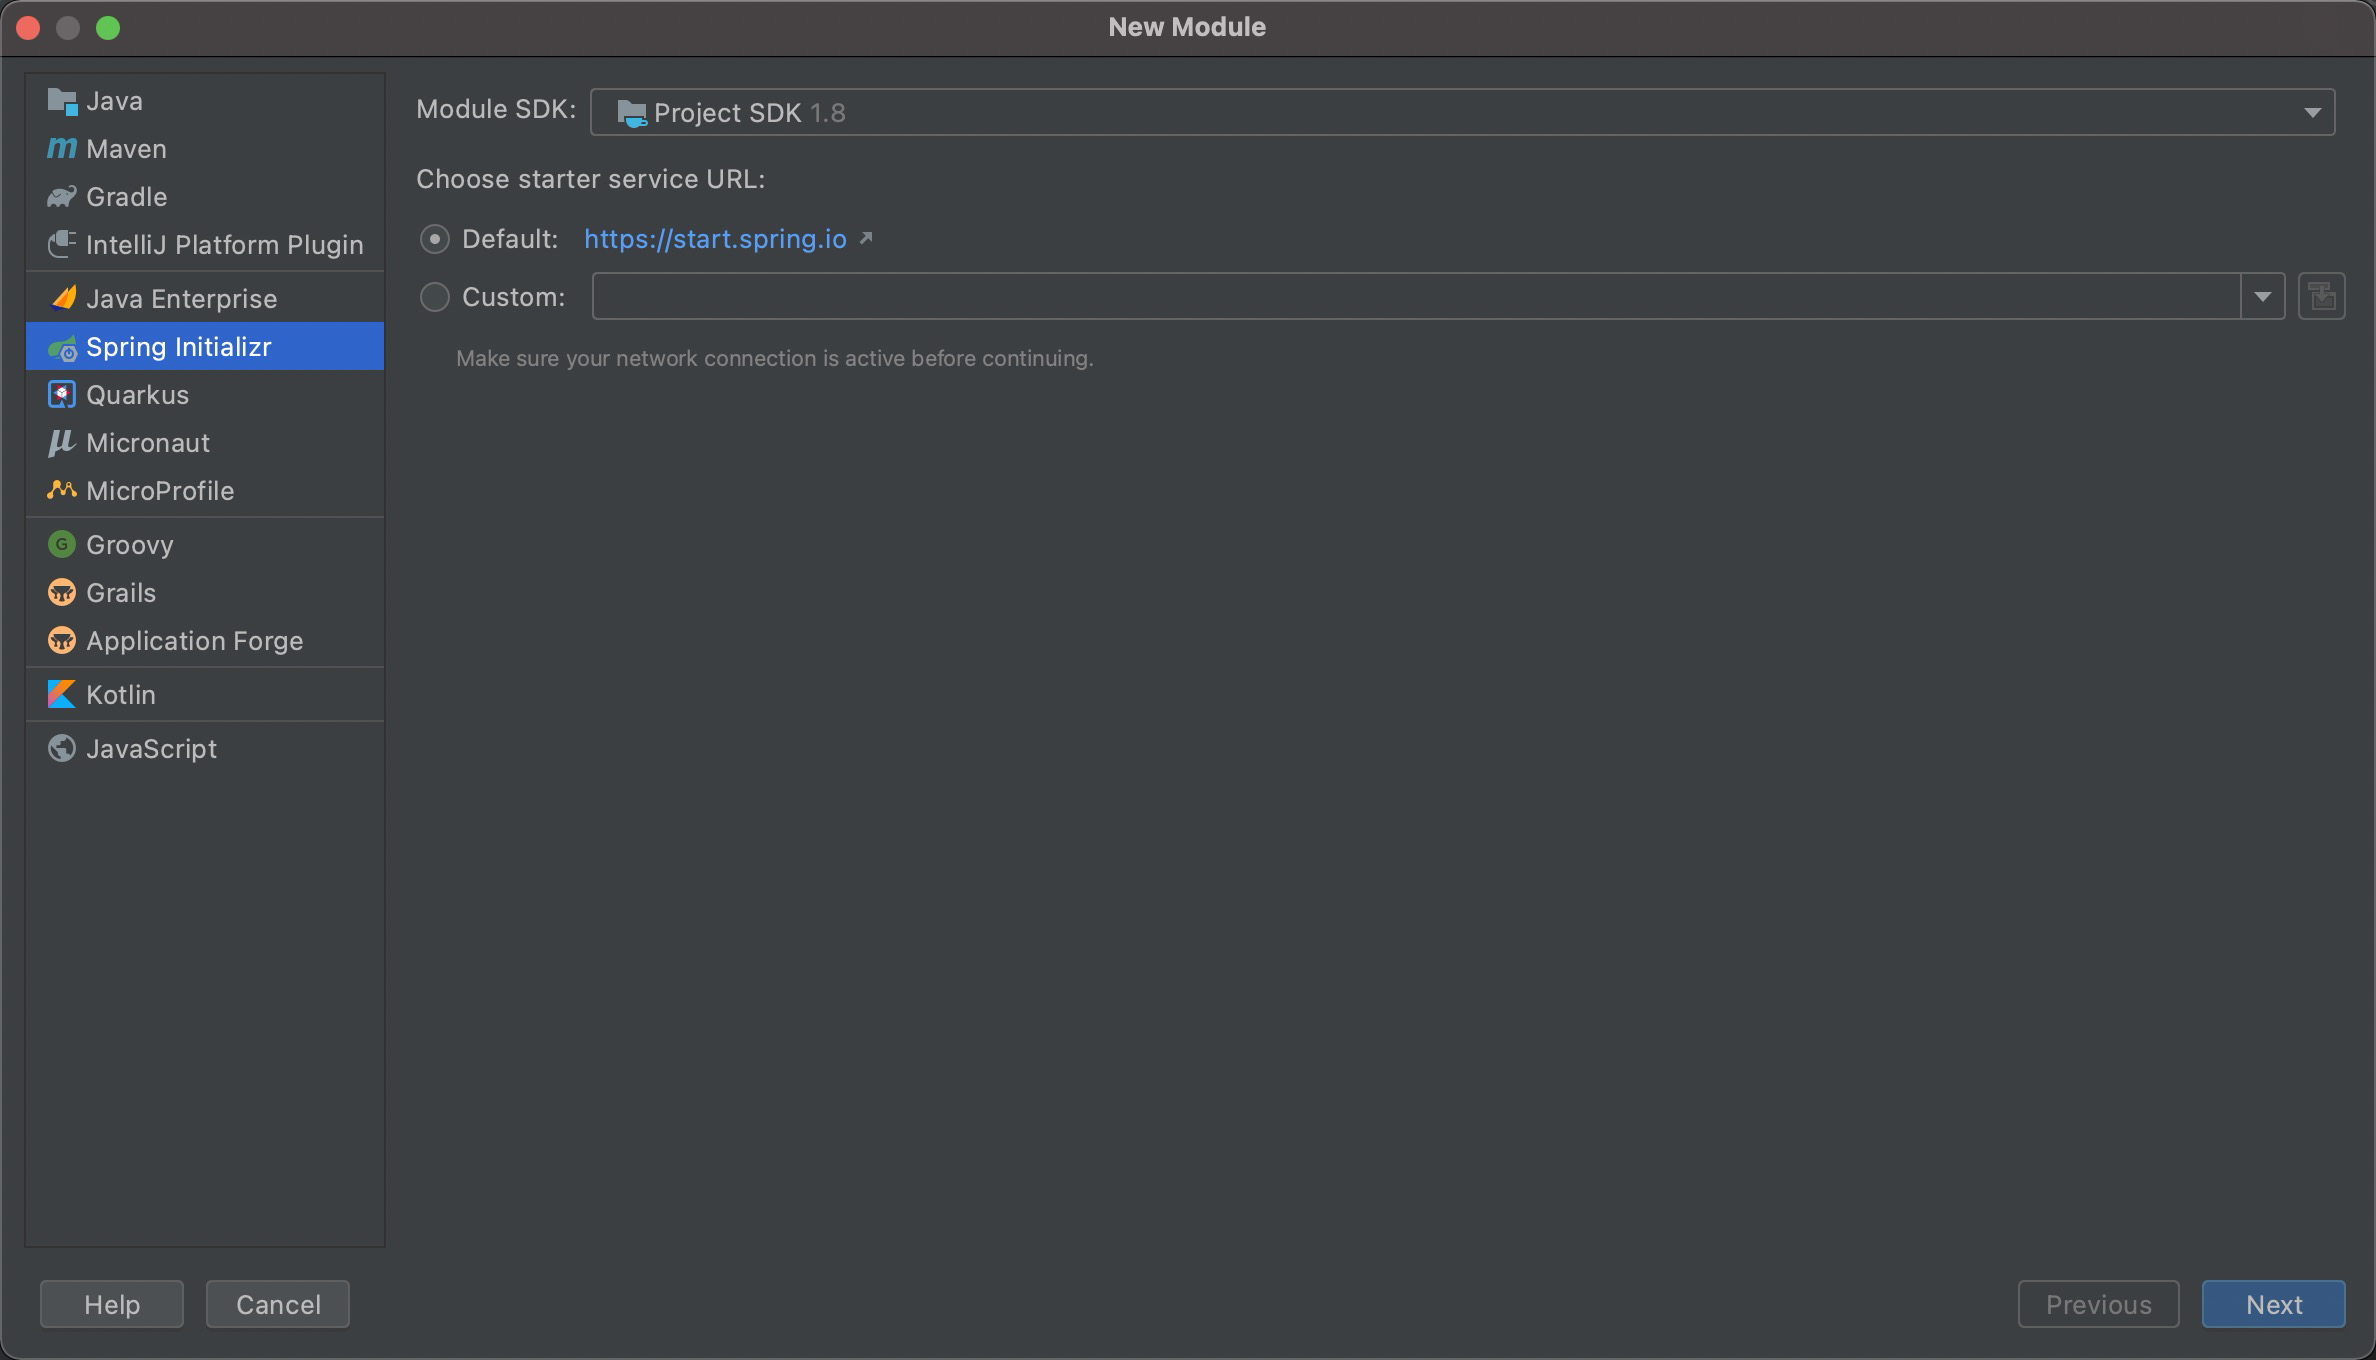 New Module
Java
Maven
Gradle
IntelliJ Platform Plugin
Java Enterprise
Spring Initializr
Quarkus
Micronaut
MicroProfile
Groovy
Grails
Application Forge
Kotlin
JavaScript
Module SDK: Project SDK 1.8
Choose starter service URL:
Default: https://start.spring.io
Custom:
Make sure your network connection is active before continuing.
Help Cancel Previous Next